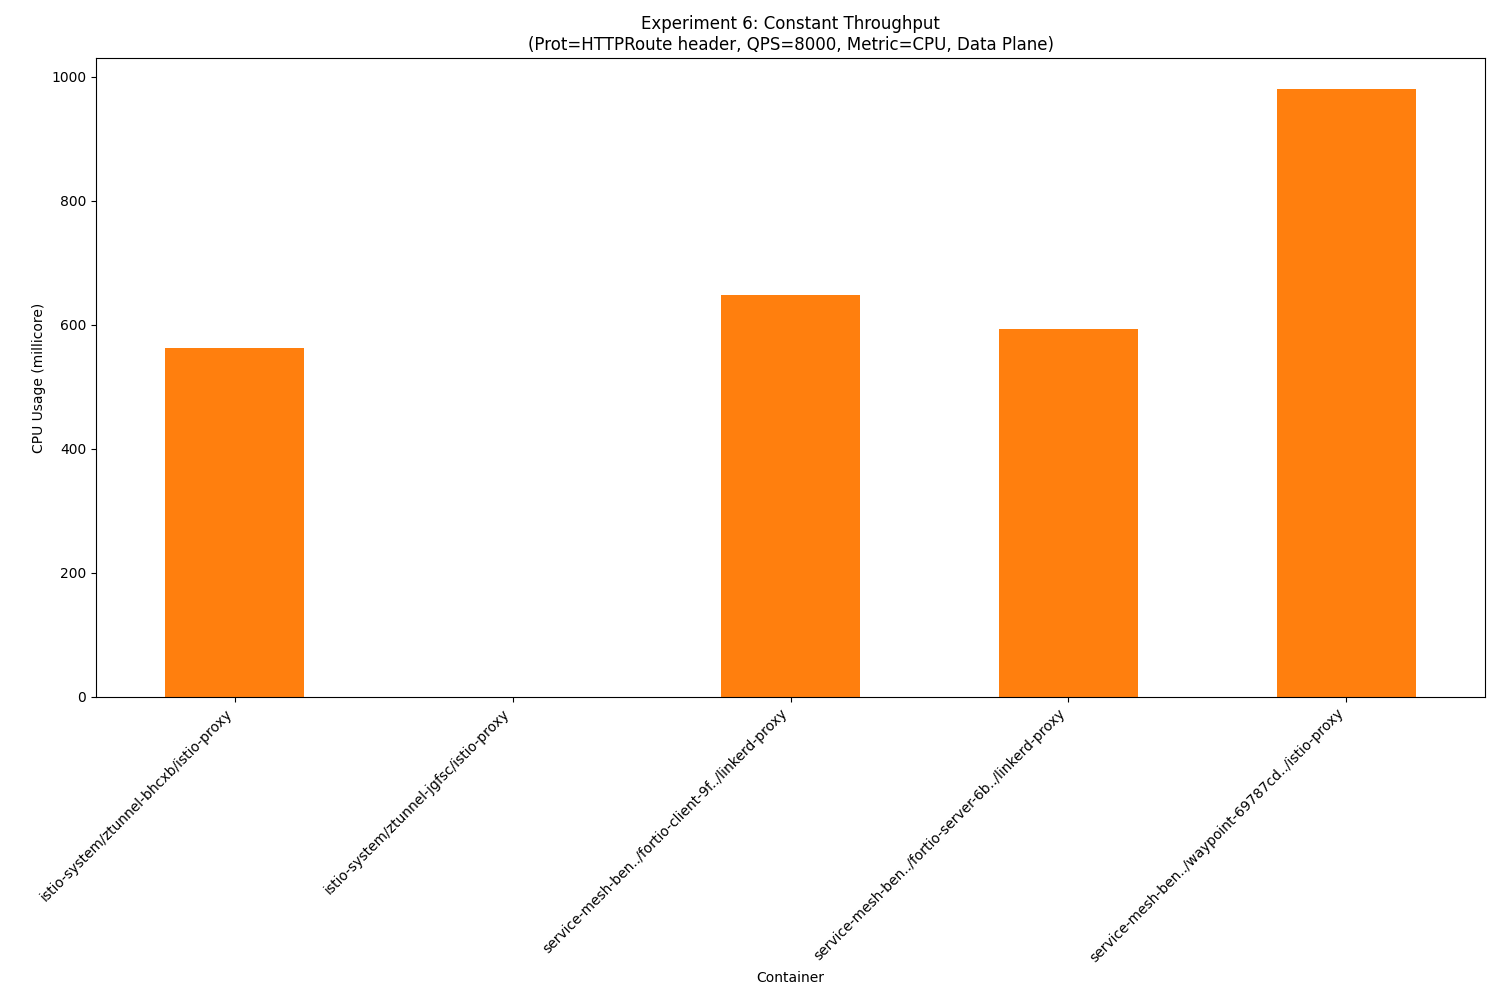 Experiment 6: Constant Throughput
(Prot=HTTPRoute header, QPS=8000, Metric=CPU, Data Plane)
CPU Usage (millicore)
1000
800
600
400
200
0
istio-system/ztunnel-bhcxb/istio-proxy
istio-system/ztunnel-jgfsc/istio-proxy
service-mesh-ben../fortio-client-9f../linkerd-proxy
service-mesh-ben../fortio-server-6b../linkerd-proxy
service-mesh-ben../waypoint-69787cd../istio-proxy
Container